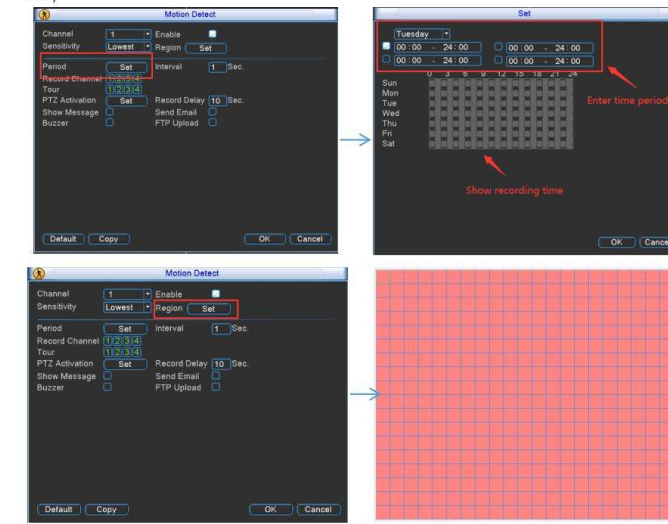 Motion Detect
Channel 1 Enable
Sensitivity Lowest Region Set
Period Set Interval 1 Sec.
Record Channel 1 2 3 4
Tour 1 2 3 4
PTZ Activation Set Record Delay 10 Sec.
Show Message Send Email
Buzzer FTP Upload
Default Copy OK Cancel
Set
Tuesday
00:00 - 24:00 00:00 - 24:00
00:00 - 24:00 00:00 - 24:00
0 3 6 9 12 15 18 21 24
Sun
Mon
Tue
Wed
Thu
Fri
Sat
Enter time period
Show recording time
OK Cance
Motion Detect
Channel 1 Enable
Sensitivity Lowest Region Set
Period Set Interval 1 Sec.
Record Channel 1 2 3 4
Tour 1 2 3 4
PTZ Activation Set Record Delay 10 Sec.
Show Message Send Email
Buzzer FTP Upload
Default Copy OK Cancel